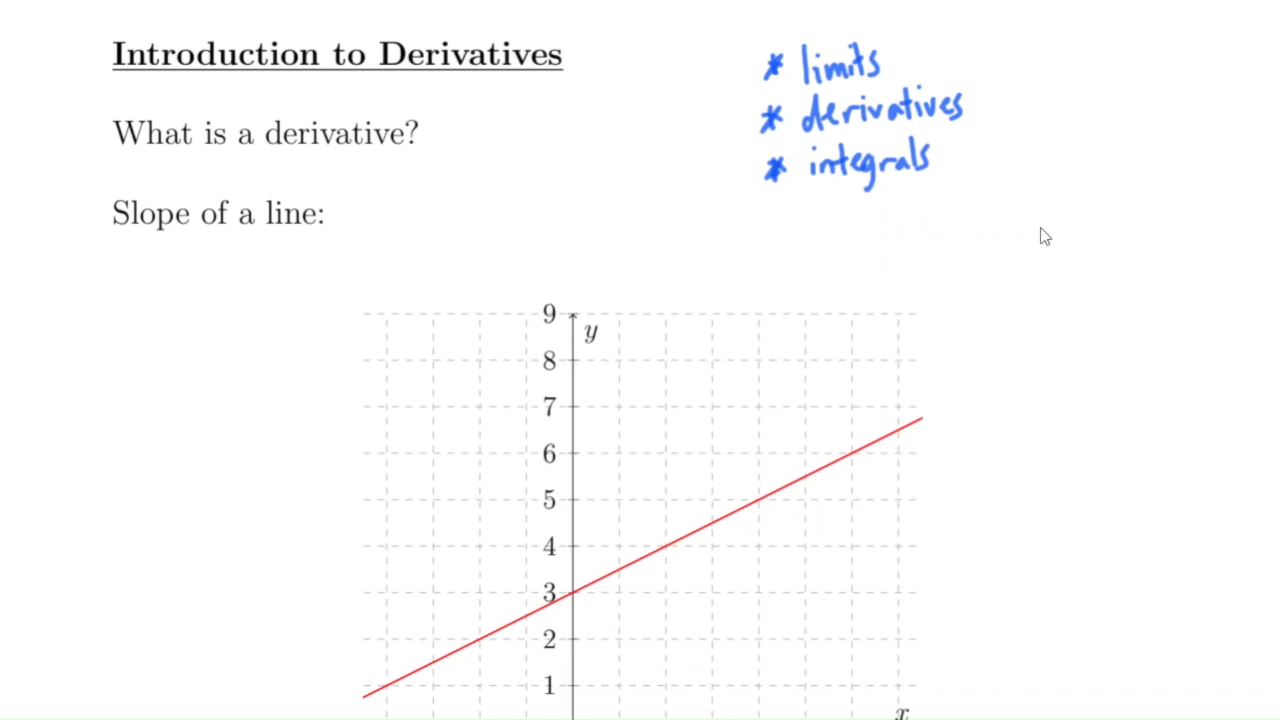 Introduction to Derivatives
* limits
* derivatives
* integrals
What is a derivative?
Slope of a line:
9
y
8
7
6
5
4
3
2
1
x